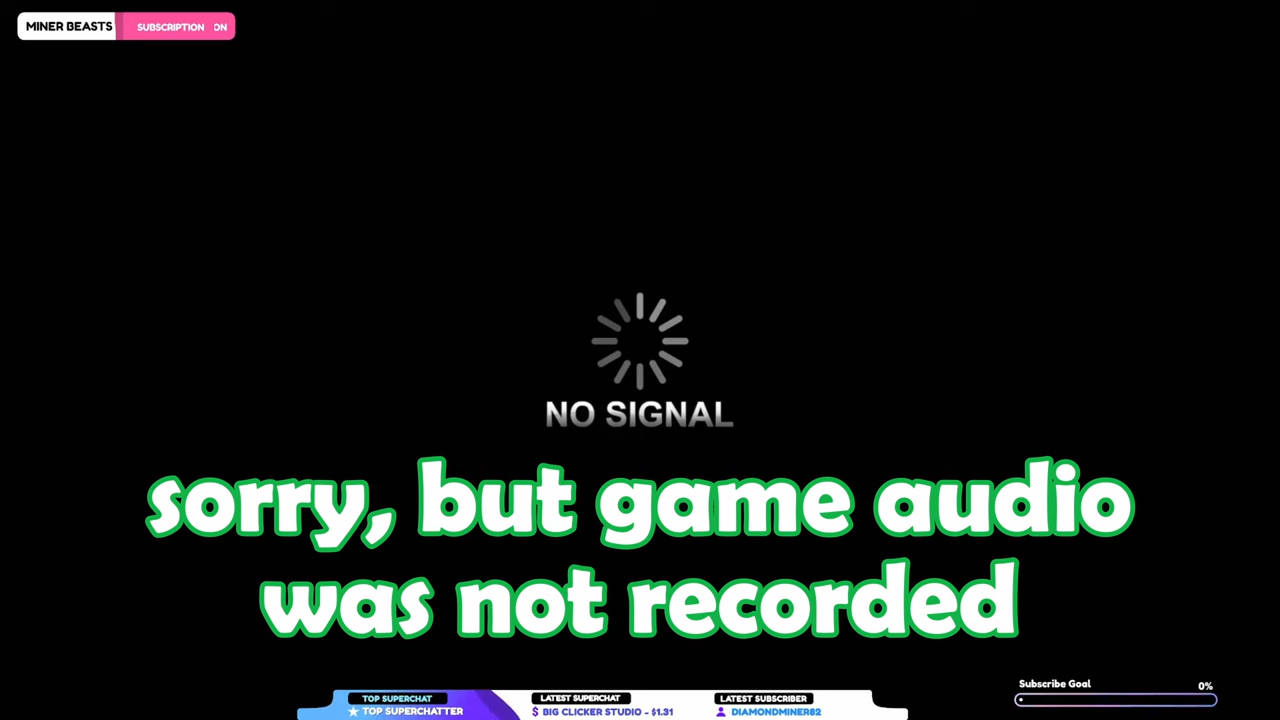 MINER BEASTS SUBSCRIPTION ON
NO SIGNAL
sorry, but game audio
was not recorded
Subscribe Goal 0%
TOP SUPERCHAT LATEST SUPERCHAT LATEST SUBSCRIBER
TOP SUPERCHATTER $ BIG CLICKER STUDIO - $1.31 DIAMONDMINER82